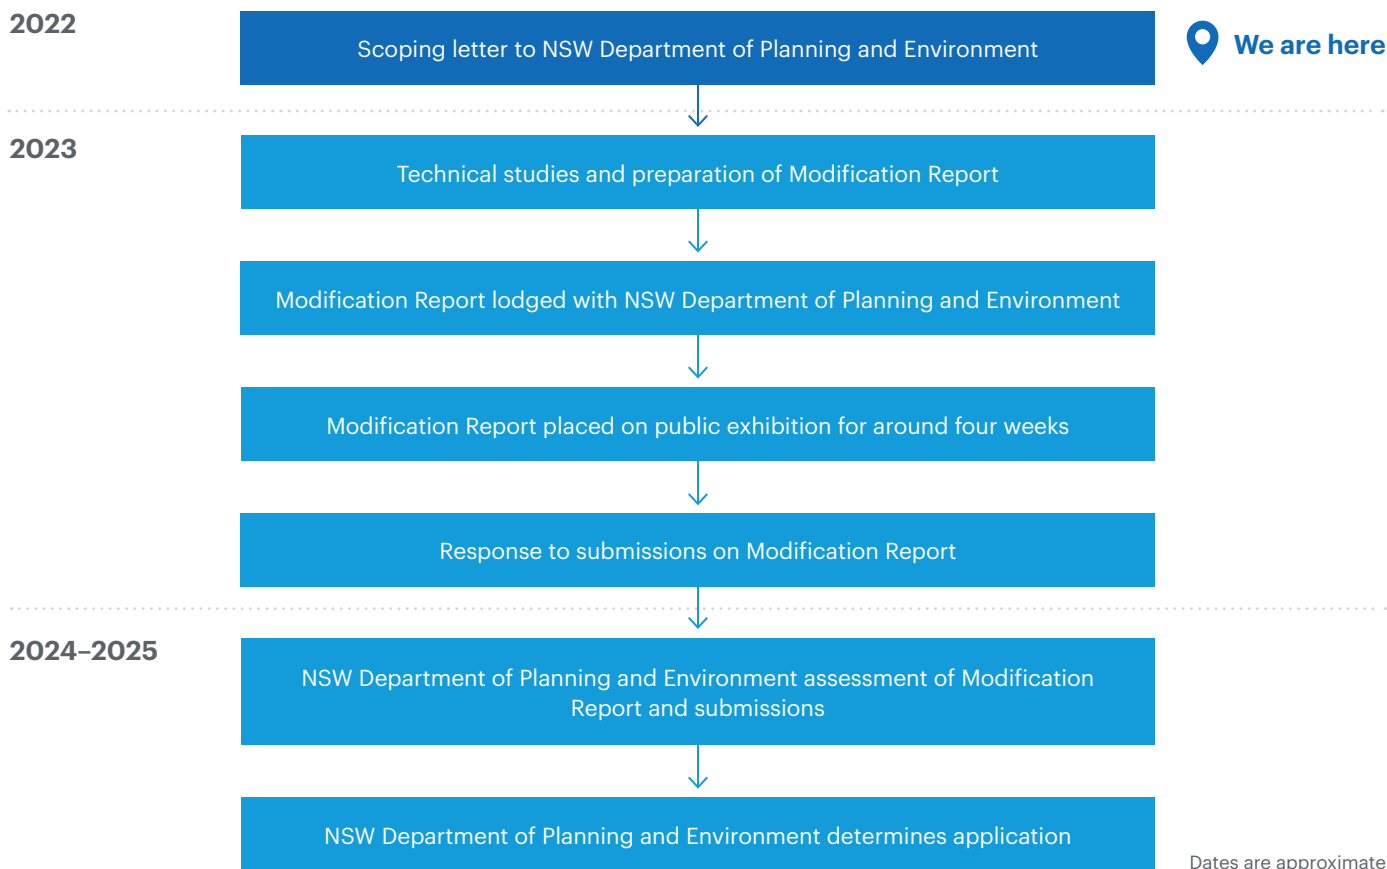 2022
Scoping letter to NSW Department of Planning and Environment
We are here
2023
Technical studies and preparation of Modification Report
Modification Report lodged with NSW Department of Planning and Environment
Modification Report placed on public exhibition for around four weeks
Response to submissions on Modification Report
2024–2025
NSW Department of Planning and Environment assessment of Modification
Report and submissions
NSW Department of Planning and Environment determines application
Dates are approximate